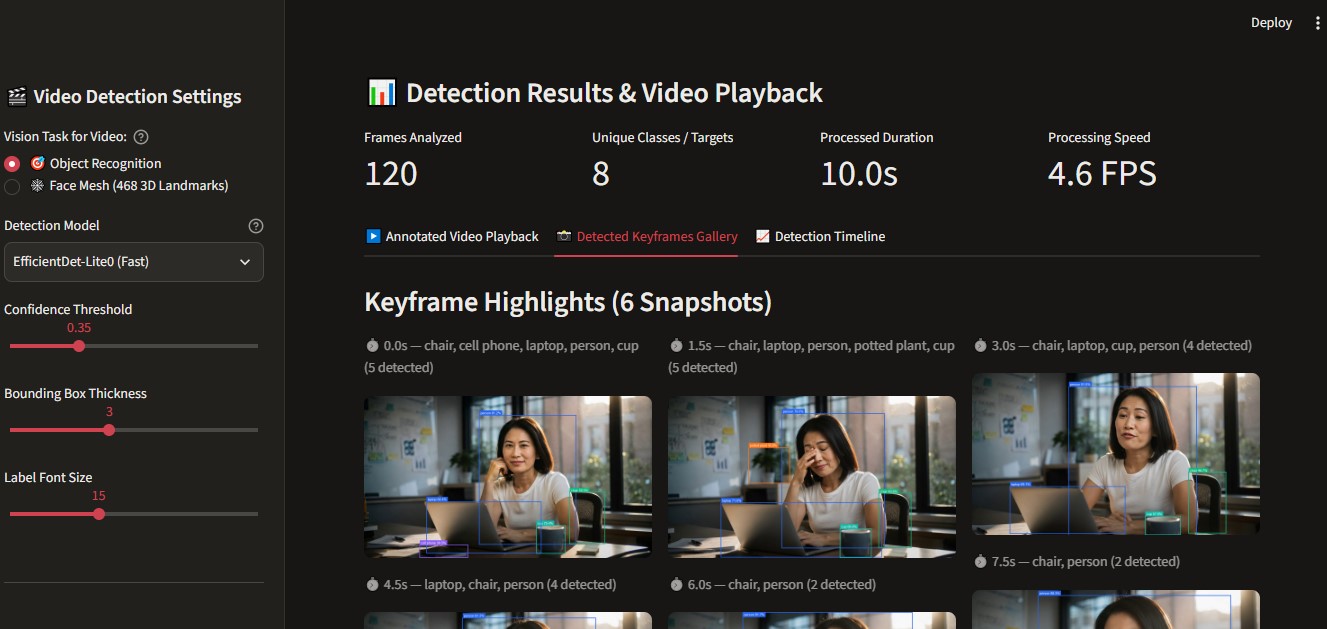 Deploy
Video Detection Settings
Vision Task for Video:
Object Recognition
Face Mesh (468 3D Landmarks)
Detection Model
EfficientDet-Lite0 (Fast)
Confidence Threshold
0.35
Bounding Box Thickness
3
Label Font Size
15
Detection Results & Video Playback
Frames Analyzed
120
Unique Classes / Targets
8
Processed Duration
10.0s
Processing Speed
4.6 FPS
Annotated Video Playback
Detected Keyframes Gallery
Detection Timeline
Keyframe Highlights (6 Snapshots)
0.0s — chair, cell phone, laptop, person, cup
(5 detected)
1.5s — chair, laptop, person, potted plant, cup
(5 detected)
3.0s — chair, laptop, cup, person (4 detected)
4.5s — laptop, chair, person (4 detected)
6.0s — chair, person (2 detected)
7.5s — chair, person (2 detected)